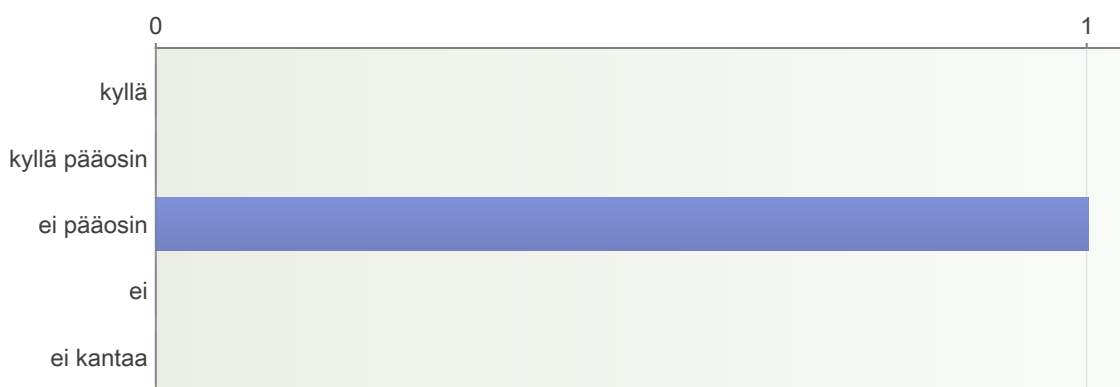 0 1
kyllä
kyllä pääosin
ei pääosin
ei
ei kantaa